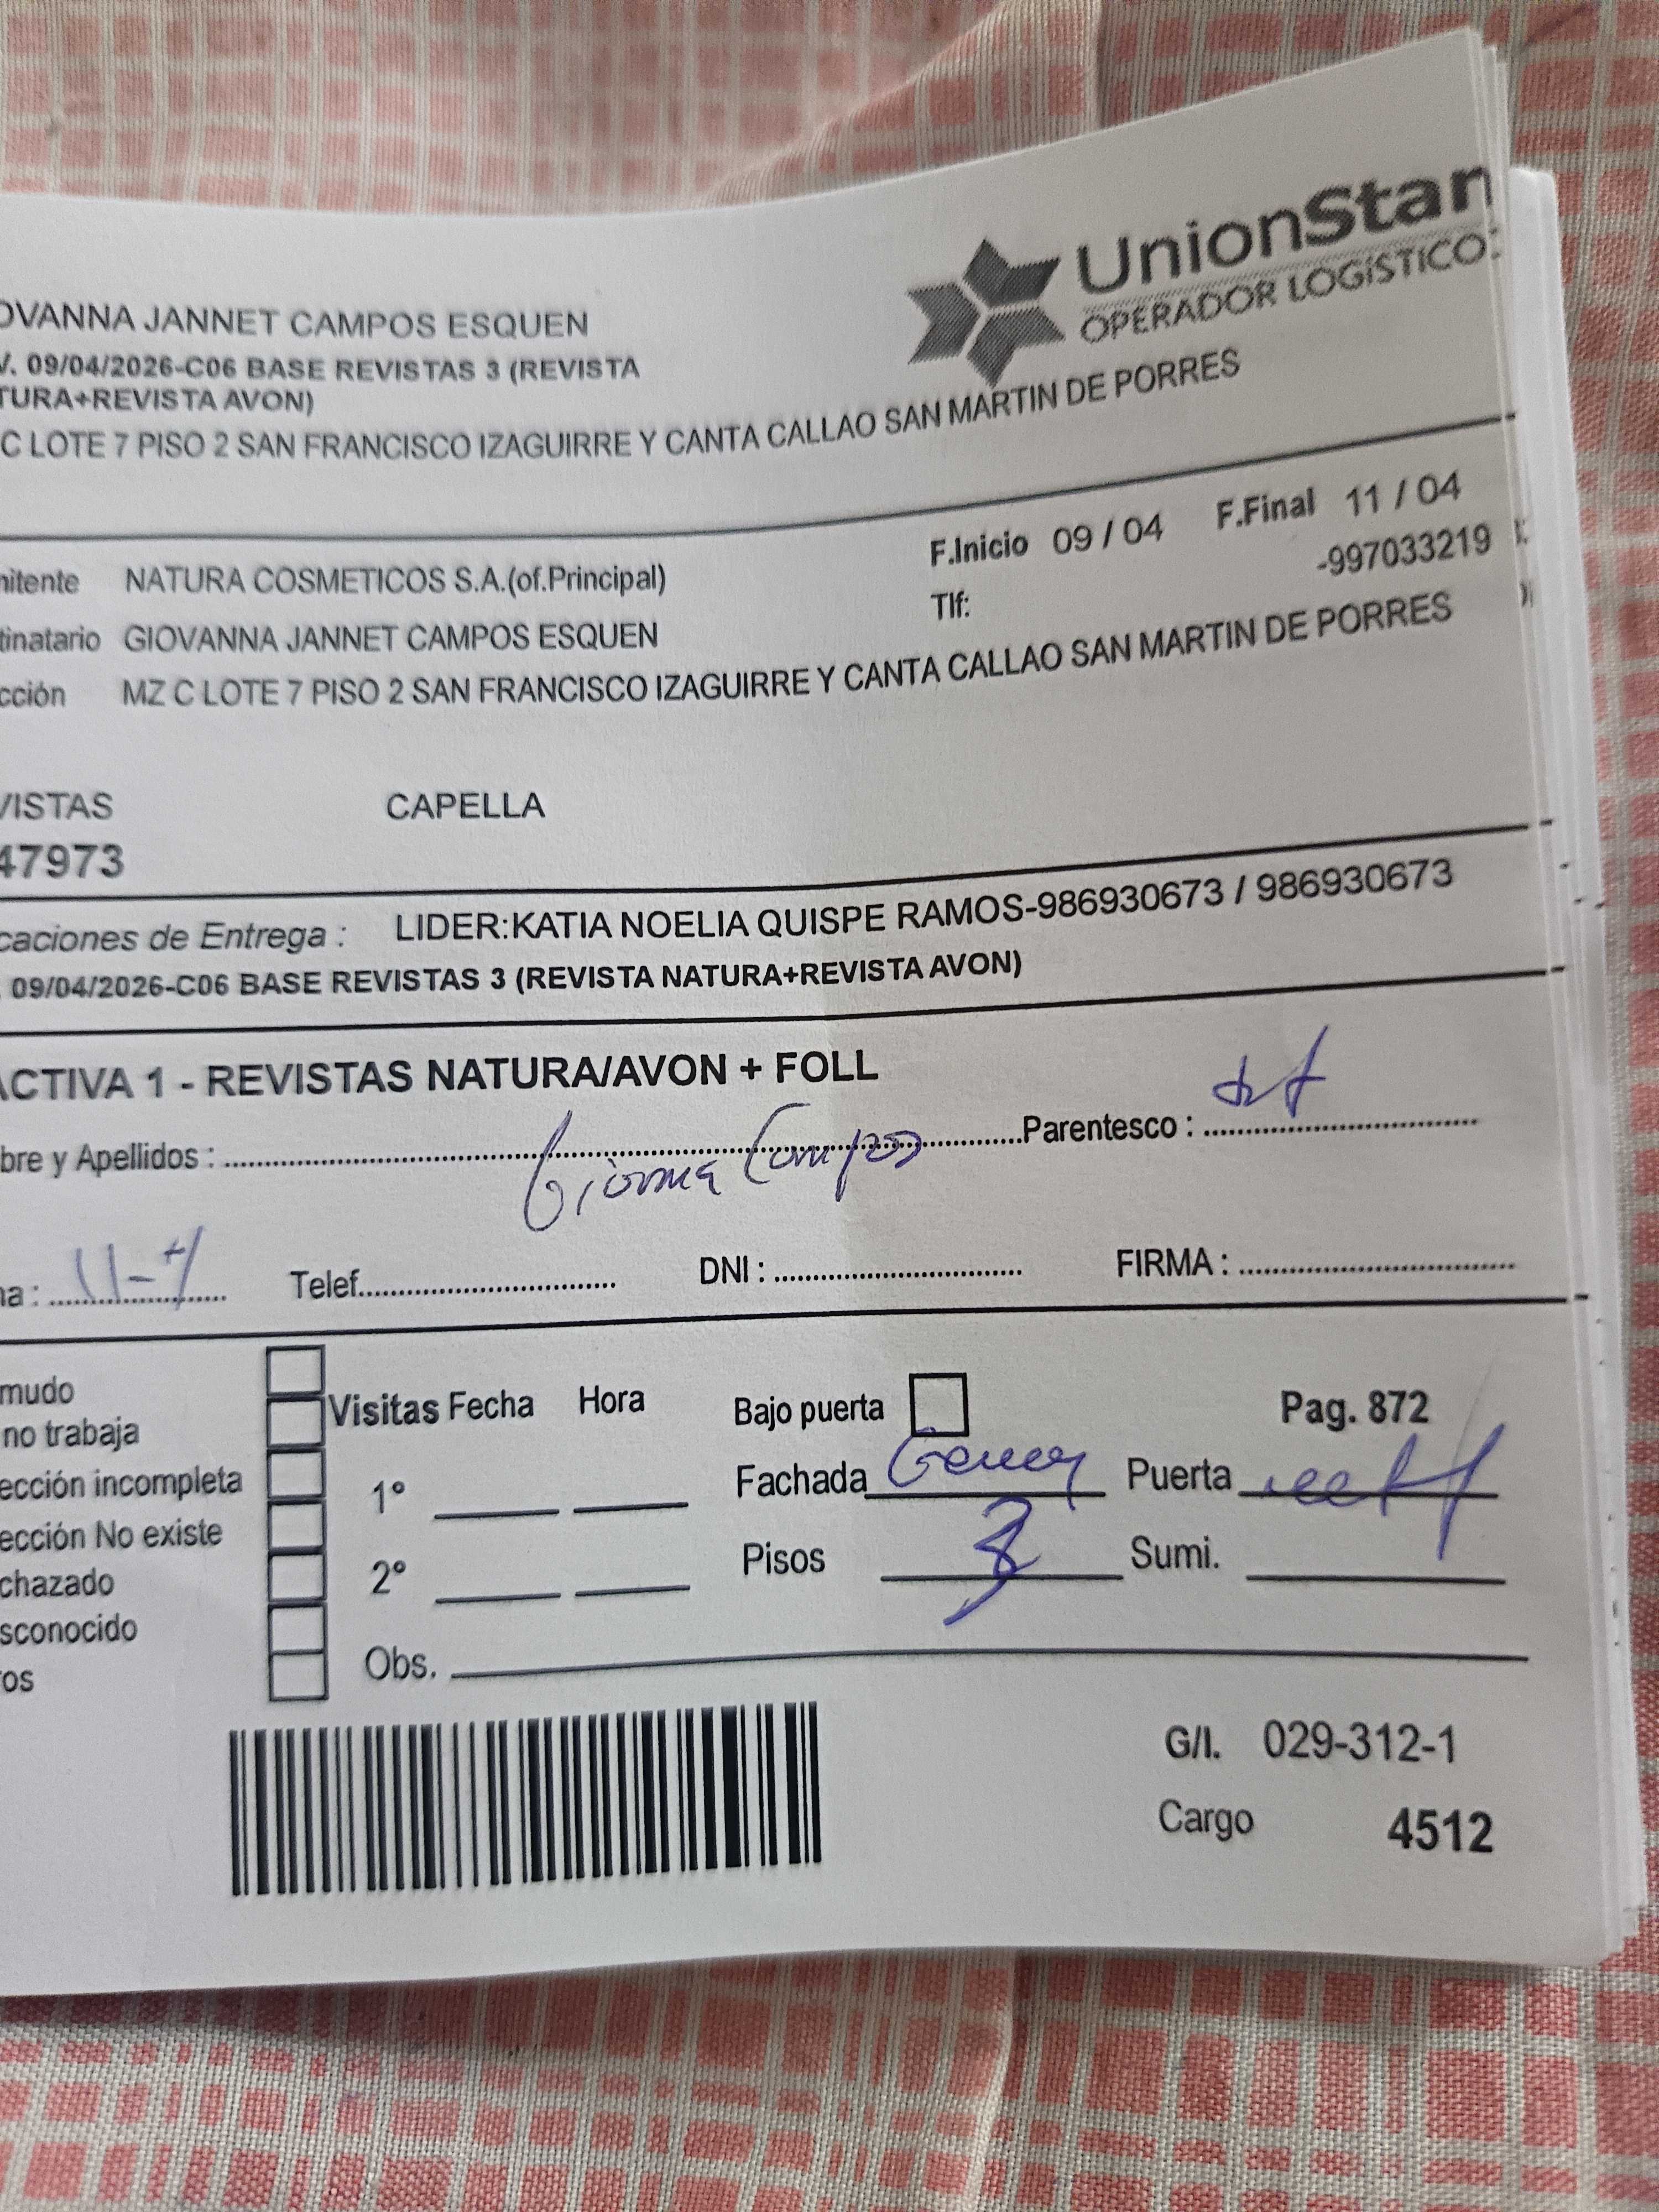 UnionStar
OPERADOR LOGISTICO
OVANNA JANNET CAMPOS ESQUEN
V. 09/04/2026-C06 BASE REVISTAS 3 (REVISTA
TURA+REVISTA AVON)
C LOTE 7 PISO 2 SAN FRANCISCO IZAGUIRRE Y CANTA CALLAO SAN MARTIN DE PORRES
F.Inicio 09 / 04 F.Final 11 / 04
mitente NATURA COSMETICOS S.A.(of.Principal)
Tlf: -997033219
tinatario GIOVANNA JANNET CAMPOS ESQUEN
cción MZ C LOTE 7 PISO 2 SAN FRANCISCO IZAGUIRRE Y CANTA CALLAO SAN MARTIN DE PORRES
VISTAS CAPELLA
47973
caciones de Entrega : LIDER:KATIA NOELIA QUISPE RAMOS-986930673 / 986930673
09/04/2026-C06 BASE REVISTAS 3 (REVISTA NATURA+REVISTA AVON)
ACTIVA 1 - REVISTAS NATURA/AVON + FOLL
bre y Apellidos : Campos Parentesco :
ha : 11-4 Telef. DNI : FIRMA :
mudo
no trabaja
ección incompleta
ección No existe
chazado
sconocido
ros
Visitas Fecha Hora
1°
2°
Obs.
Bajo puerta Pag. 872
Fachada Puerta
Pisos 3 Sumi.
G/I. 029-312-1
Cargo 4512